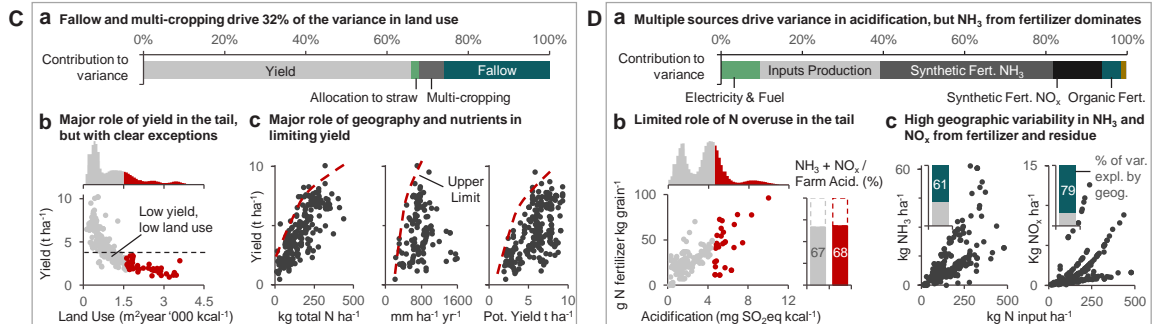 C
a Fallow and multi-cropping drive 32% of the variance in land use
0% 20% 40% 60% 80% 100%
Contribution to
variance
Yield
Fallow
Allocation to straw
Multi-cropping
b Major role of yield in the tail,
but with clear exceptions
Yield (t ha-1)
10
5
0
Low yield,
low land use
0 1.5 3 4.5
Land Use (m2year '000 kcal-1)
c Major role of geography and nutrients in
limiting yield
Yield (t ha-1)
10
5
0
Upper
Limit
0 250 500
kg total N ha-1
0 800 1600
mm ha-1 yr-1
0 5 10
Pot. Yield t ha-1
D
a Multiple sources drive variance in acidification, but NH3 from fertilizer dominates
0% 20% 40% 60% 80% 100%
Contribution to
variance
Inputs Production
Synthetic Fert. NH3
Electricity & Fuel
Synthetic Fert. NOx
Organic Fert.
b Limited role of N overuse in the tail
g N fertilizer kg grain-1
100
75
50
25
0
0 4 8 12
Acidification (mg SO2eq kcal-1)
NH3 + NOx /
Farm Acid. (%)
67
68
c High geographic variability in NH3 and
NOx from fertilizer and residue
kg NH3 ha-1
60
40
20
0
61
0 250 500
Kg NOx ha-1
15
10
5
0
79
% of var.
expl. by
geog.
0 250 500
kg N input ha-1